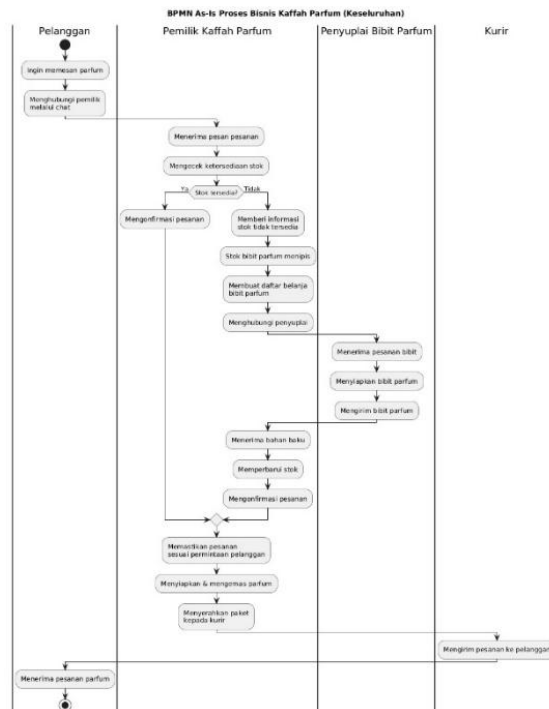 BPMN As-Is Proses Bisnis Kaffah Parfum (Keseluruhan)
Pelanggan
Pemilik Kaffah Parfum
Penyuplai Bibit Parfum
Kurir
Ingin memesan parfum
Menghubungi pemilik
melalui chat
Menerima pesan pesanan
Mengecek ketersediaan stok
Ya
Stok tersedia?
Tidak
Mengonfirmasi pesanan
Memberi informasi
stok tidak tersedia
Stok bibit parfum menipis
Membuat daftar belanja
bibit parfum
Menghubungi penyuplai
Menerima pesanan bibit
Menyiapkan bibit parfum
Mengirim bibit parfum
Menerima bahan baku
Memperbarui stok
Mengonfirmasi pesanan
Memastikan pesanan
sesuai permintaan pelanggan
Menyiapkan & mengemas parfum
Menyerahkan paket
kepada kurir
Mengirim pesanan ke pelanggan
Menerima pesanan parfum